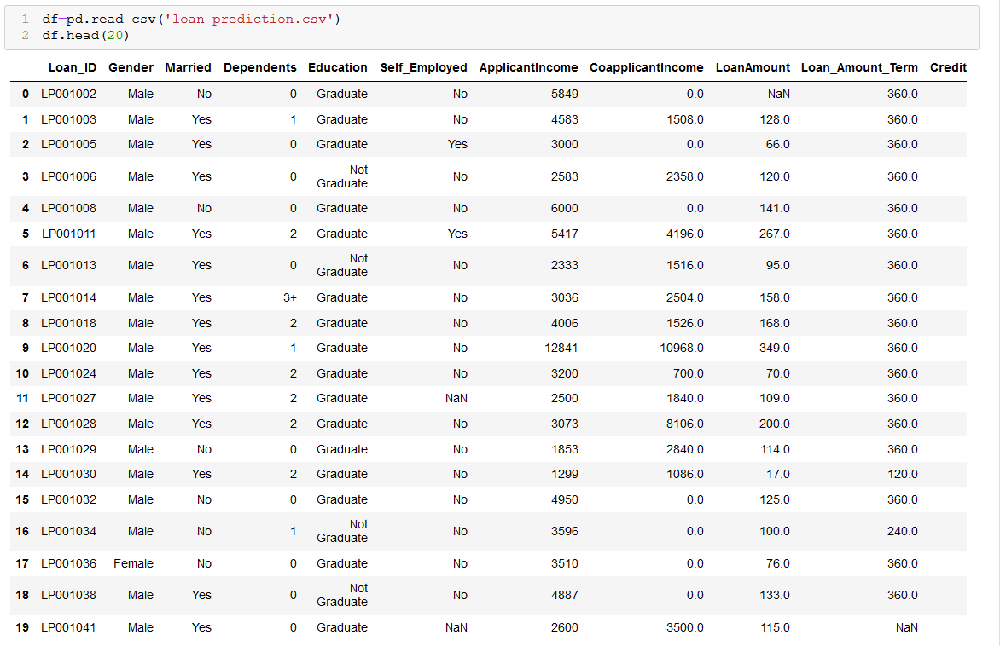 1 df=pd.read_csv('loan_prediction.csv')
2 df.head(20)
Loan_ID Gender Married Dependents Education Self_Employed ApplicantIncome CoapplicantIncome LoanAmount Loan_Amount_Term Credit
0 LP001002 Male No 0 Graduate No 5849 0.0 NaN 360.0
1 LP001003 Male Yes 1 Graduate No 4583 1508.0 128.0 360.0
2 LP001005 Male Yes 0 Graduate Yes 3000 0.0 66.0 360.0
3 LP001006 Male Yes 0 Not Graduate No 2583 2358.0 120.0 360.0
4 LP001008 Male No 0 Graduate No 6000 0.0 141.0 360.0
5 LP001011 Male Yes 2 Graduate Yes 5417 4196.0 267.0 360.0
6 LP001013 Male Yes 0 Not Graduate No 2333 1516.0 95.0 360.0
7 LP001014 Male Yes 3+ Graduate No 3036 2504.0 158.0 360.0
8 LP001018 Male Yes 2 Graduate No 4006 1526.0 168.0 360.0
9 LP001020 Male Yes 1 Graduate No 12841 10968.0 349.0 360.0
10 LP001024 Male Yes 2 Graduate No 3200 700.0 70.0 360.0
11 LP001027 Male Yes 2 Graduate NaN 2500 1840.0 109.0 360.0
12 LP001028 Male Yes 2 Graduate No 3073 8106.0 200.0 360.0
13 LP001029 Male No 0 Graduate No 1853 2840.0 114.0 360.0
14 LP001030 Male Yes 2 Graduate No 1299 1086.0 17.0 120.0
15 LP001032 Male No 0 Graduate No 4950 0.0 125.0 360.0
16 LP001034 Male No 1 Not Graduate No 3596 0.0 100.0 240.0
17 LP001036 Female No 0 Graduate No 3510 0.0 76.0 360.0
18 LP001038 Male Yes 0 Not Graduate No 4887 0.0 133.0 360.0
19 LP001041 Male Yes 0 Graduate NaN 2600 3500.0 115.0 NaN